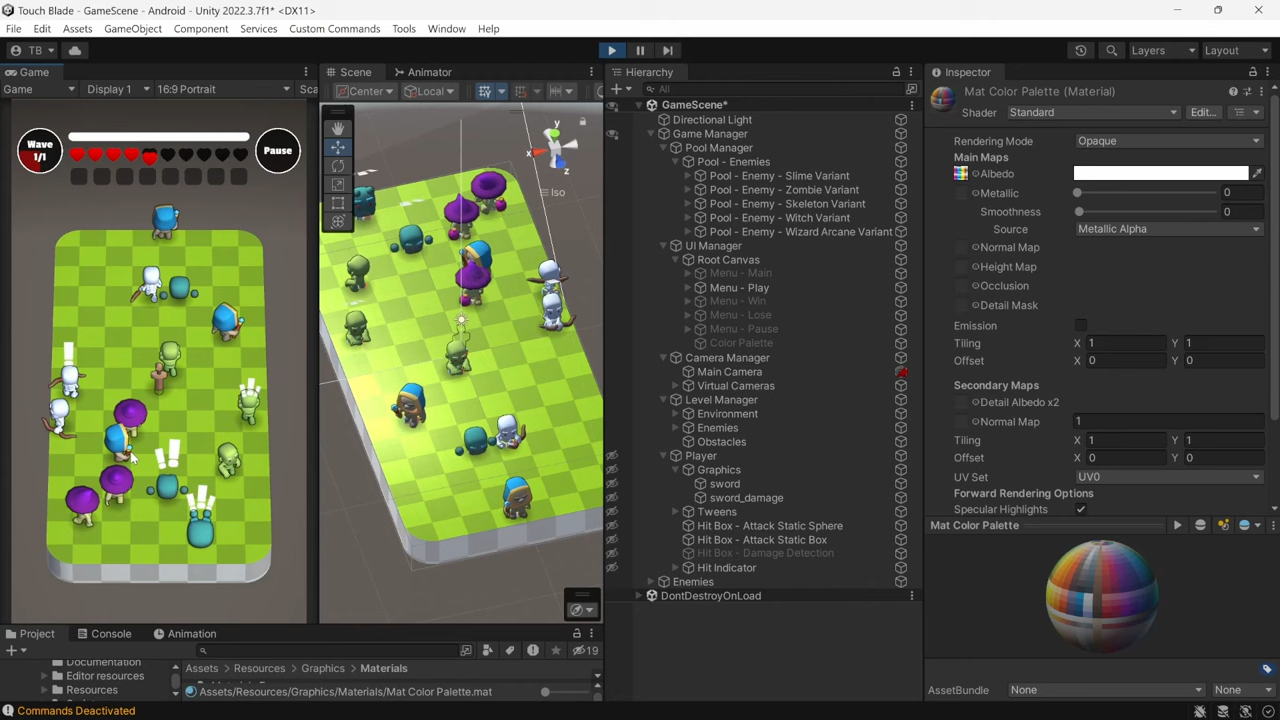 Touch Blade - GameScene - Android - Unity 2022.3.7f1* <DX11>
File Edit Assets GameObject Component Services Custom Commands Tools Window Help
TB
Layers
Layout
Game
Game
Display 1
16:9 Portrait
Sca
Wave
1/1
Pause
Scene
Animator
Center
Local
y
x
z
Iso
Hierarchy
All
GameScene*
Directional Light
Game Manager
Pool Manager
Pool - Enemies
Pool - Enemy - Slime Variant
Pool - Enemy - Zombie Variant
Pool - Enemy - Skeleton Variant
Pool - Enemy - Witch Variant
Pool - Enemy - Wizard Arcane Variant
UI Manager
Root Canvas
Menu - Main
Menu - Play
Menu - Win
Menu - Lose
Menu - Pause
Color Palette
Camera Manager
Main Camera
Virtual Cameras
Level Manager
Environment
Enemies
Obstacles
Player
Graphics
sword
sword_damage
Tweens
Hit Box - Attack Static Sphere
Hit Box - Attack Static Box
Hit Box - Damage Detection
Hit Indicator
Enemies
DontDestroyOnLoad
Inspector
Mat Color Palette (Material)
Shader Standard Edit...
Rendering Mode Opaque
Main Maps
Albedo
Metallic 0
Smoothness 0
Source Metallic Alpha
Normal Map
Height Map
Occlusion
Detail Mask
Emission
Tiling X 1 Y 1
Offset X 0 Y 0
Secondary Maps
Detail Albedo x2
Normal Map 1
Tiling X 1 Y 1
Offset X 0 Y 0
UV Set UV0
Forward Rendering Options
Specular Highlights
Mat Color Palette
AssetBundle None None
Project
Console
Animation
19
Documentation
Editor resources
Resources
Assets
Resources
Graphics
Materials
Assets/Resources/Graphics/Materials/Mat Color Palette.mat
Commands Deactivated